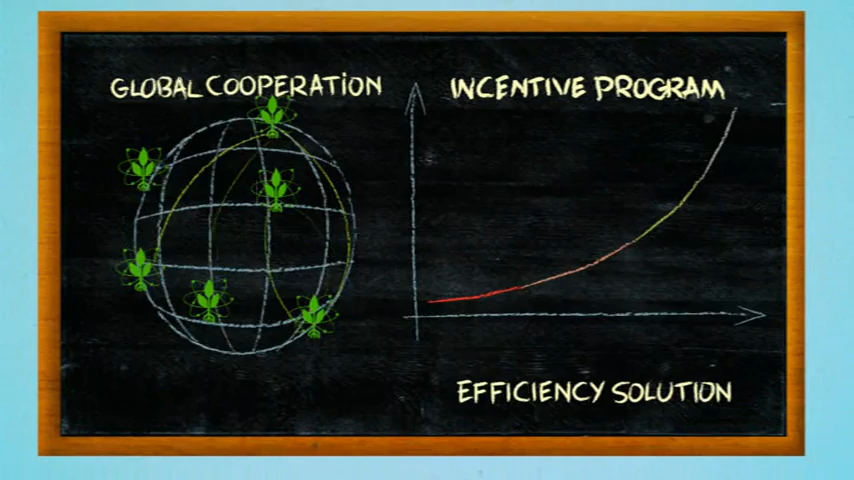 GLOBAL COOPERATION
INCENTIVE PROGRAM
EFFICIENCY SOLUTION